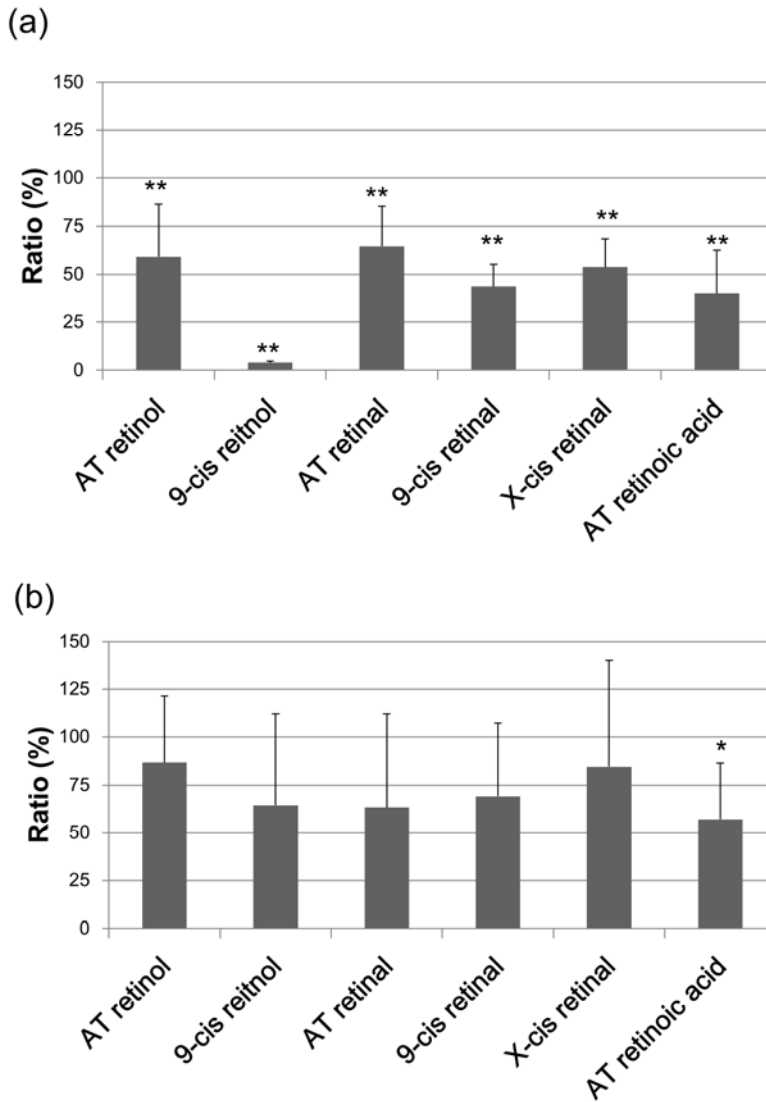 (a)
150
125
100
75
50
25
0
Ratio (%)
**
**
**
**
**
**
AT retinol
9-cis reitnol
AT retinal
9-cis retinal
X-cis retinal
AT retinoic acid
(b)
150
125
100
75
50
25
0
Ratio (%)
*
AT retinol
9-cis reitnol
AT retinal
9-cis retinal
X-cis retinal
AT retinoic acid